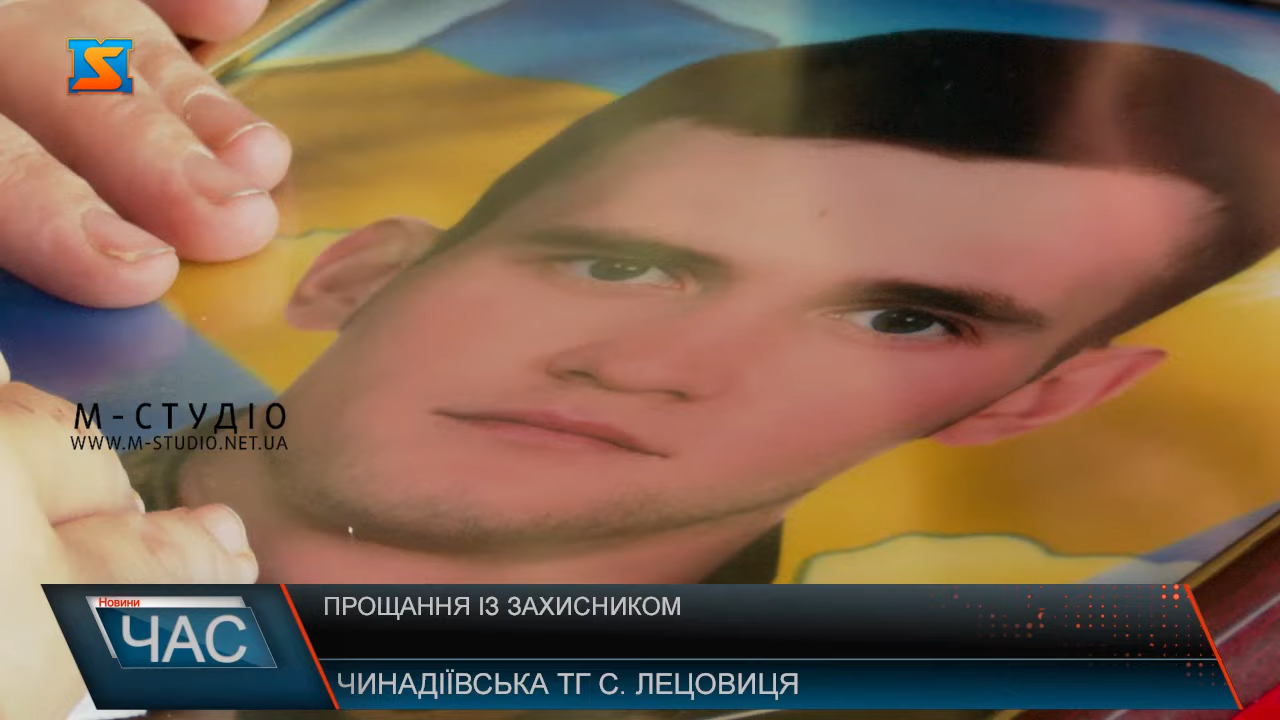 М-СТУДІО
WWW.M-STUDIO.NET.UA
Новини
ЧАС
ПРОЩАННЯ ІЗ ЗАХИСНИКОМ
ЧИНАДІЇВСЬКА ТГ С. ЛЕЦОВИЦЯ